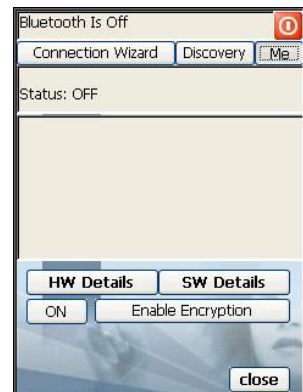 Bluetooth Is Off
Connection Wizard Discovery Me
Status: OFF
HW Details SW Details
ON Enable Encryption
close